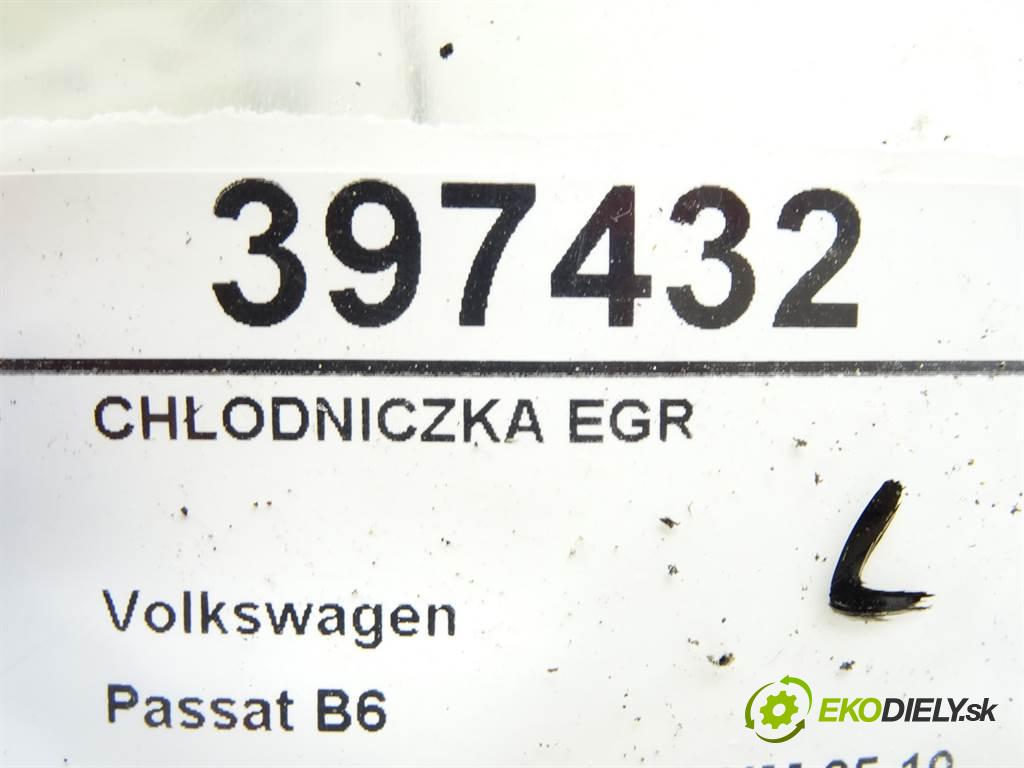 397432
CHŁODNICZKA EGR
L
Volkswagen
Passat B6
EKODIELY.sk